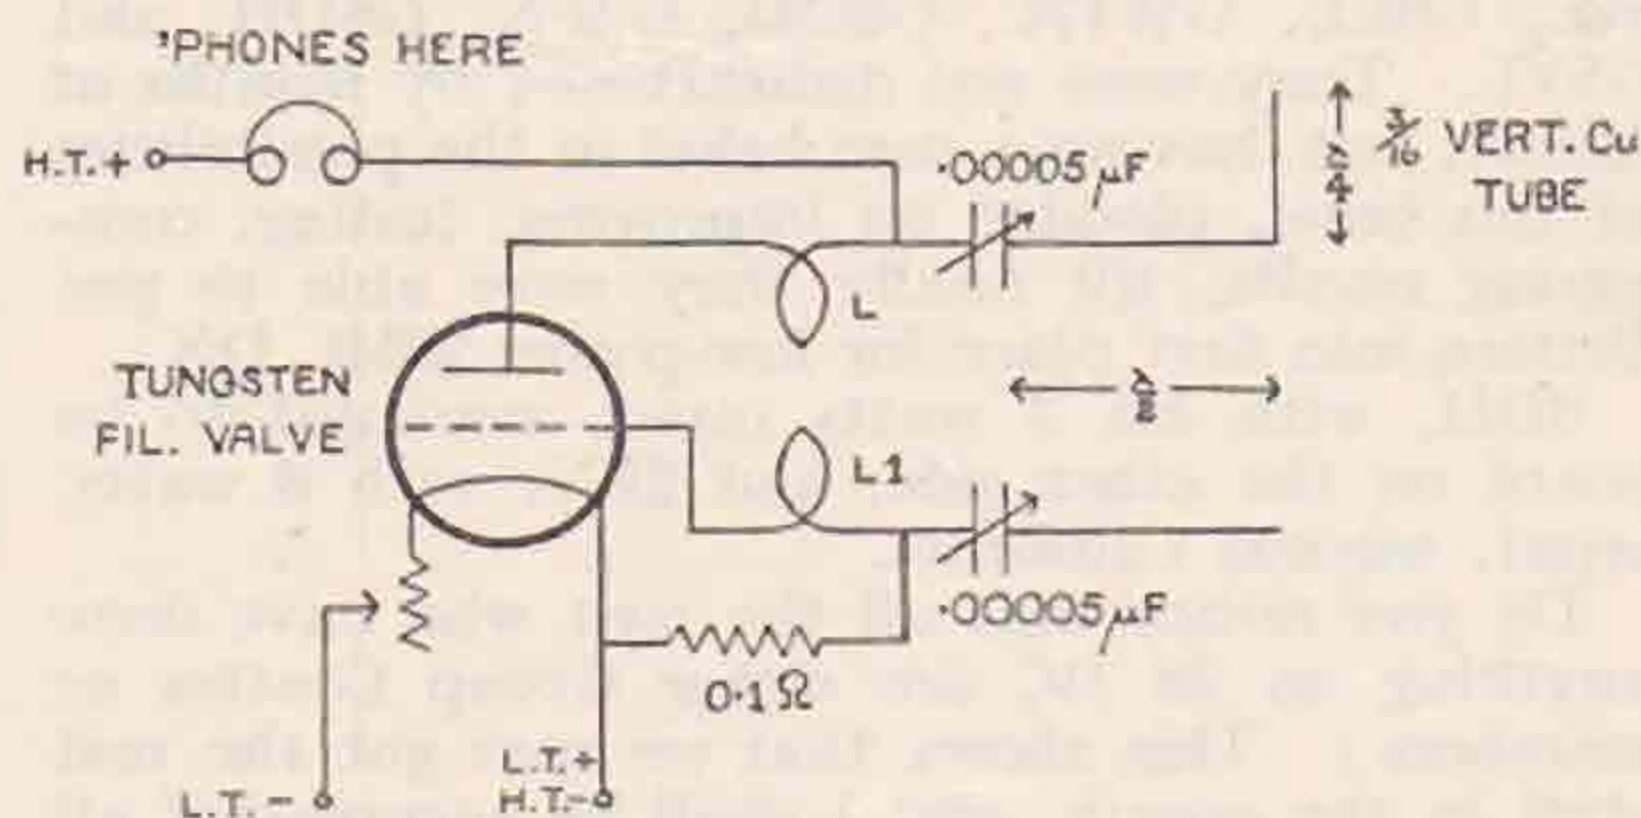 'PHONES HERE
H.T. +
.00005 μF
λ/4
3/16 VERT. Cu
TUBE
L
TUNGSTEN
FIL. VALVE
λ/2
L1
.00005 μF
0.1 Ω
L.T. +
L.T. -
H.T. -